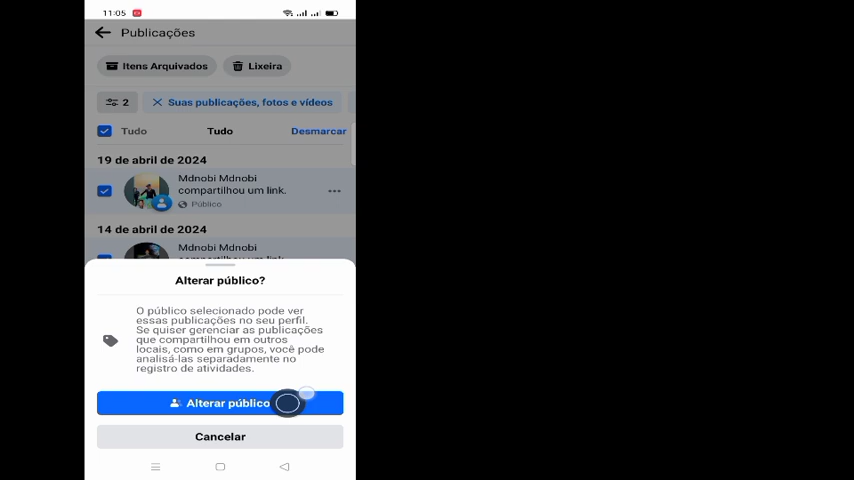 11:05
Publicações
Itens Arquivados
Lixeira
2
Suas publicações, fotos e vídeos
Tudo
Tudo
Desmarcar
19 de abril de 2024
Mdnobi Mdnobi
compartilhou um link.
Público
14 de abril de 2024
Mdnobi Mdnobi
Alterar público?
O público selecionado pode ver
essas publicações no seu perfil.
Se quiser gerenciar as publicações
que compartilhou em outros
locais, como em grupos, você pode
analisá-las separadamente no
registro de atividades.
Alterar público
Cancelar